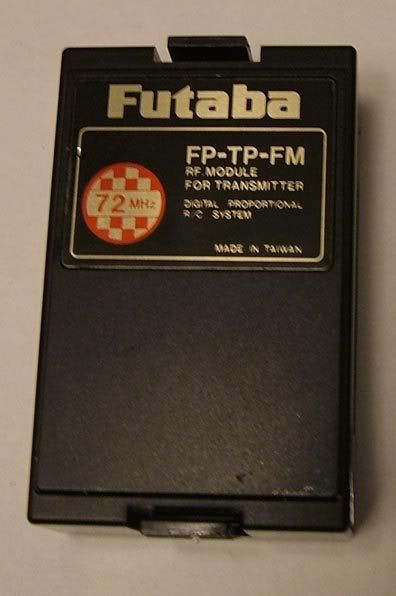 Futaba
FP-TP-FM
RF MODULE
FOR TRANSMITTER
72 MHz
DIGITAL PROPORTIONAL
R/C SYSTEM
MADE IN TAIWAN